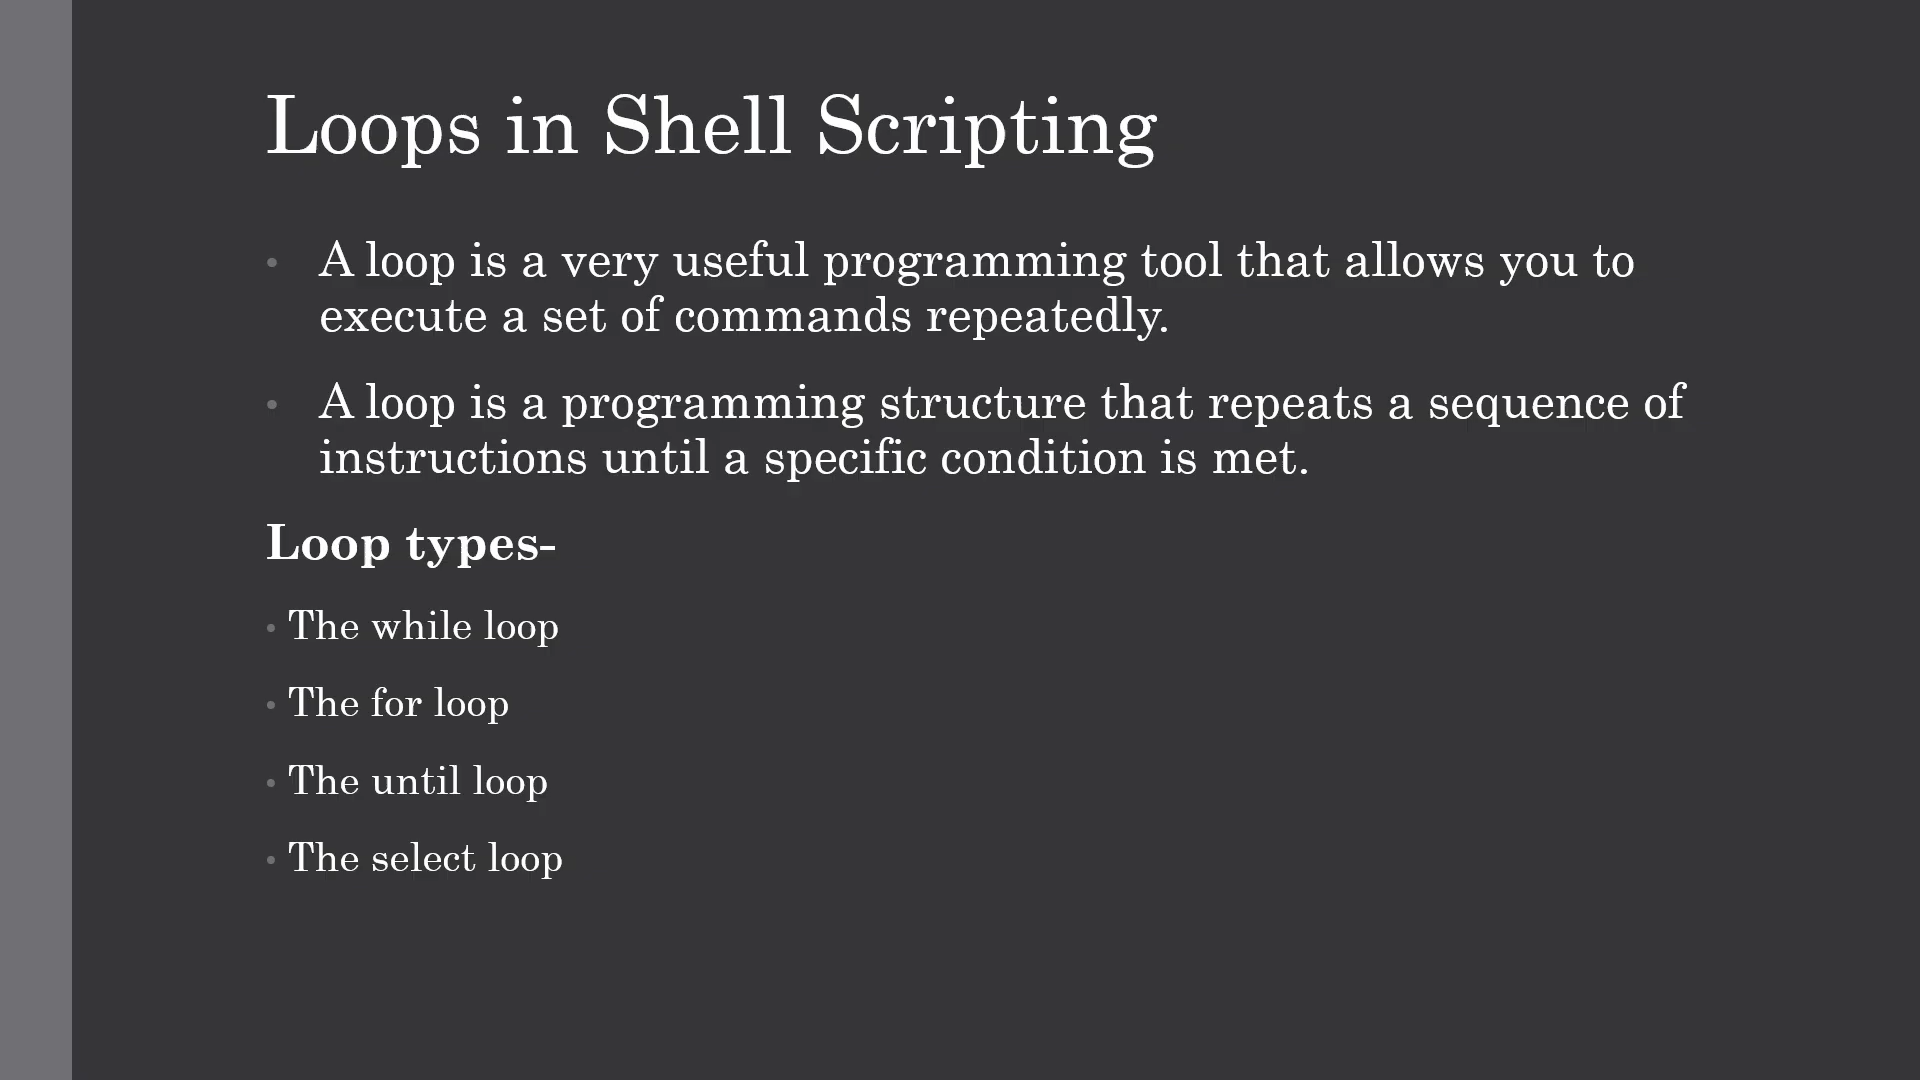 Loops in Shell Scripting
• A loop is a very useful programming tool that allows you to
execute a set of commands repeatedly.
• A loop is a programming structure that repeats a sequence of
instructions until a specific condition is met.
Loop types-
• The while loop
• The for loop
• The until loop
• The select loop